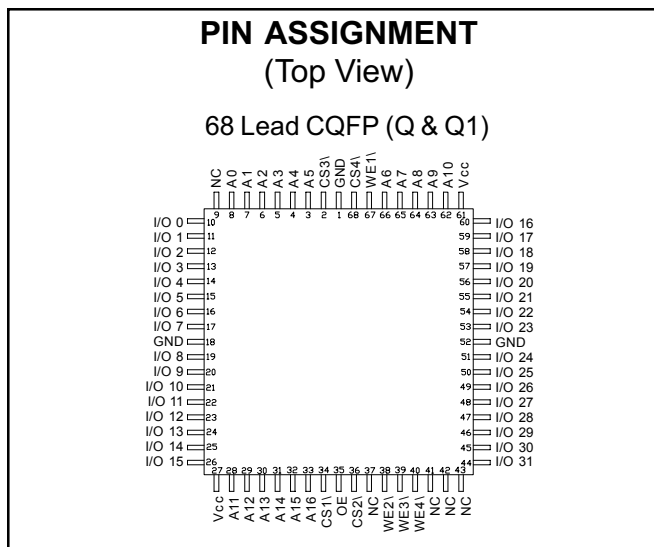 PIN ASSIGNMENT
(Top View)
68 Lead CQFP (Q & Q1)
NC A0 A1 A2 A3 A4 A5 CS3\ GND CS4\ WE1\ A6 A7 A8 A9 A10 Vcc
9 8 7 6 5 4 3 2 1 68 67 66 65 64 63 62 61
I/O 0 10 60 I/O 16
I/O 1 11 59 I/O 17
I/O 2 12 58 I/O 18
I/O 3 13 57 I/O 19
I/O 4 14 56 I/O 20
I/O 5 15 55 I/O 21
I/O 6 16 54 I/O 22
I/O 7 17 53 I/O 23
GND 18 52 GND
I/O 8 19 51 I/O 24
I/O 9 20 50 I/O 25
I/O 10 21 49 I/O 26
I/O 11 22 48 I/O 27
I/O 12 23 47 I/O 28
I/O 13 24 46 I/O 29
I/O 14 25 45 I/O 30
I/O 15 26 44 I/O 31
27 28 29 30 31 32 33 34 35 36 37 38 39 40 41 42 43
Vcc A11 A12 A13 A14 A15 A16 CS1\ OE CS2\ NC WE2\ WE3\ WE4\ NC NC NC